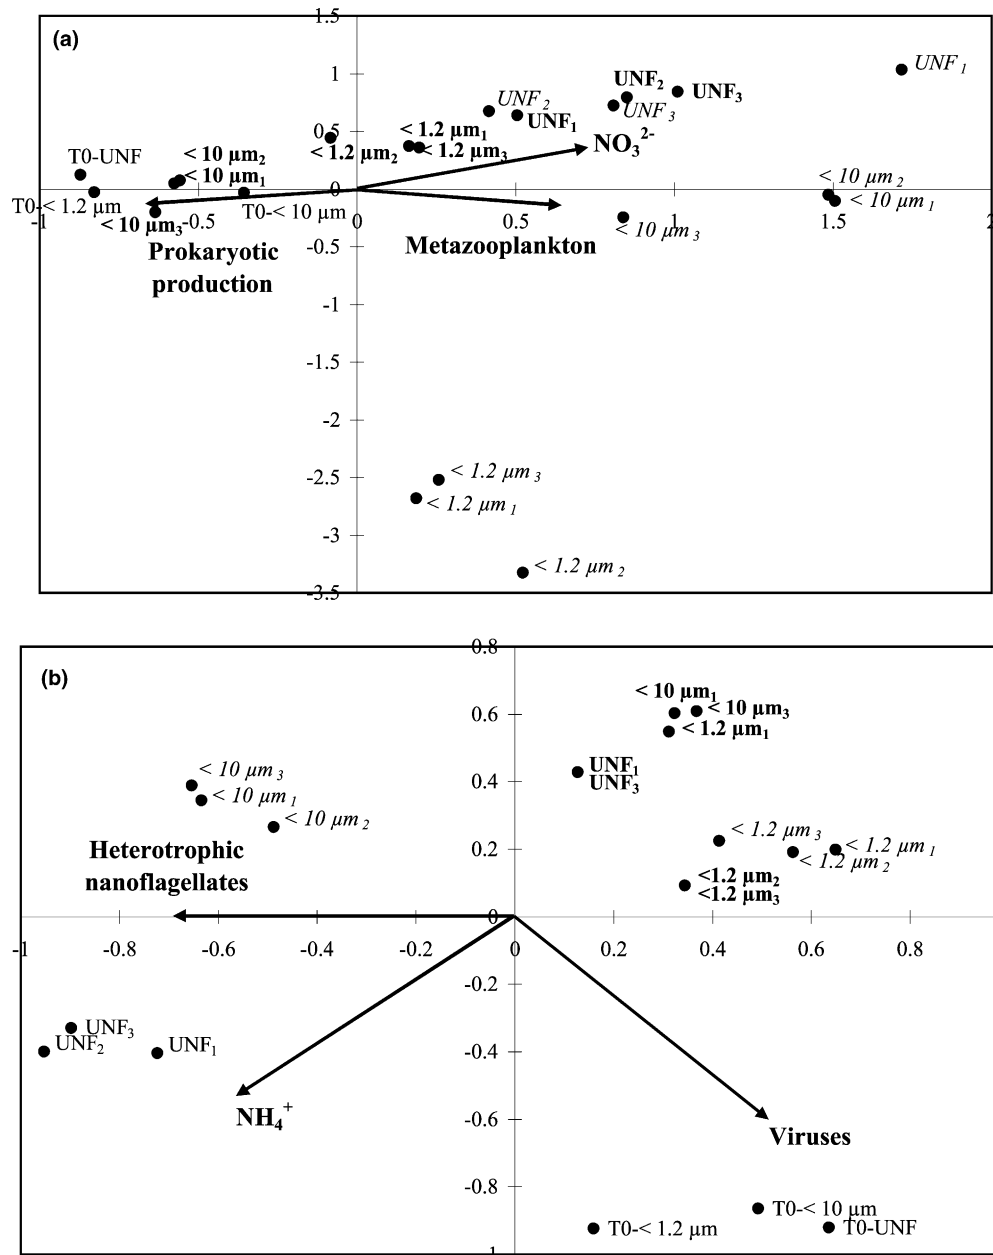 (a)
1.5
1
0.5
0
-0.5
-1
-1.5
-2
-2.5
-3
-3.5
-1
-0.5
0.5
1
1.5
2
UNF₁
UNF₂
UNF₃
UNF₂
UNF₃
UNF₁
< 1.2 µm₁
< 1.2 µm₂
< 1.2 µm₃
NO₃²⁻
T0-UNF
< 10 µm₂
< 10 µm₁
T0-< 1.2 µm
T0-< 10 µm
< 10 µm₃
< 10 µm₂
< 10 µm₁
< 10 µm₃
Prokaryotic
production
Metazooplankton
< 1.2 µm₃
< 1.2 µm₁
< 1.2 µm₂
(b)
0.8
0.6
0.4
0.2
0
-0.2
-0.4
-0.6
-0.8
-1
-0.8
-0.6
-0.4
-0.2
0
0.2
0.4
0.6
0.8
< 10 µm₁
< 10 µm₃
< 1.2 µm₁
UNF₁
UNF₃
< 10 µm₃
< 10 µm₁
< 10 µm₂
< 1.2 µm₃
< 1.2 µm₁
< 1.2 µm₂
<1.2 µm₂
<1.2 µm₃
Heterotrophic
nanoflagellates
UNF₃
UNF₂
UNF₁
NH₄⁺
Viruses
T0-< 10 µm
T0-< 1.2 µm
T0-UNF